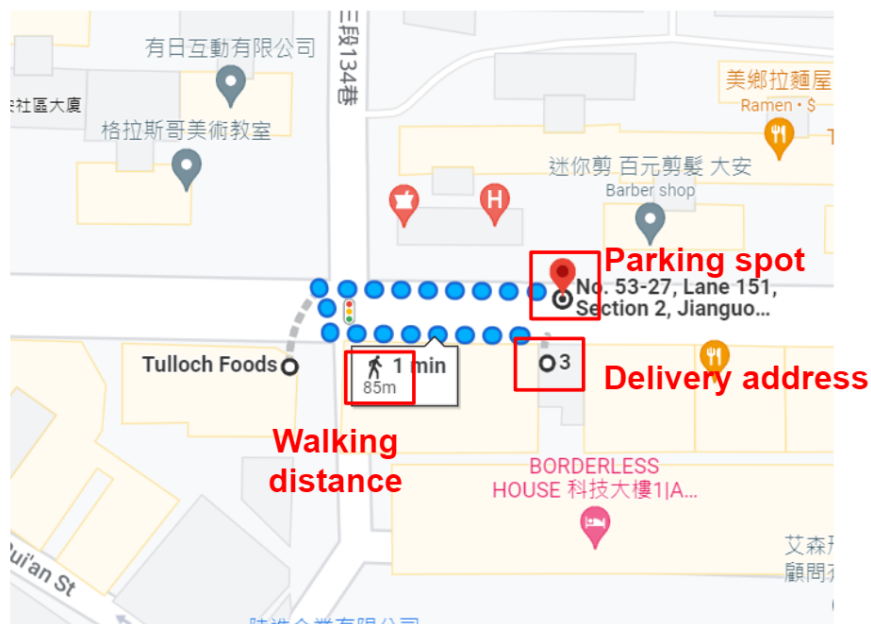 有日互動有限公司
三段134巷
美鄉拉麵屋
Ramen • $
社區大廈
格拉斯哥美術教室
迷你剪 百元剪髮 大安
Barber shop
H
Parking spot
No. 53-27, Lane 151,
Section 2, Jianguo...
Tulloch Foods
1 min
85m
3
Delivery address
Walking
distance
BORDERLESS
HOUSE 科技大樓1|A...
艾森
顧問
ui'an St